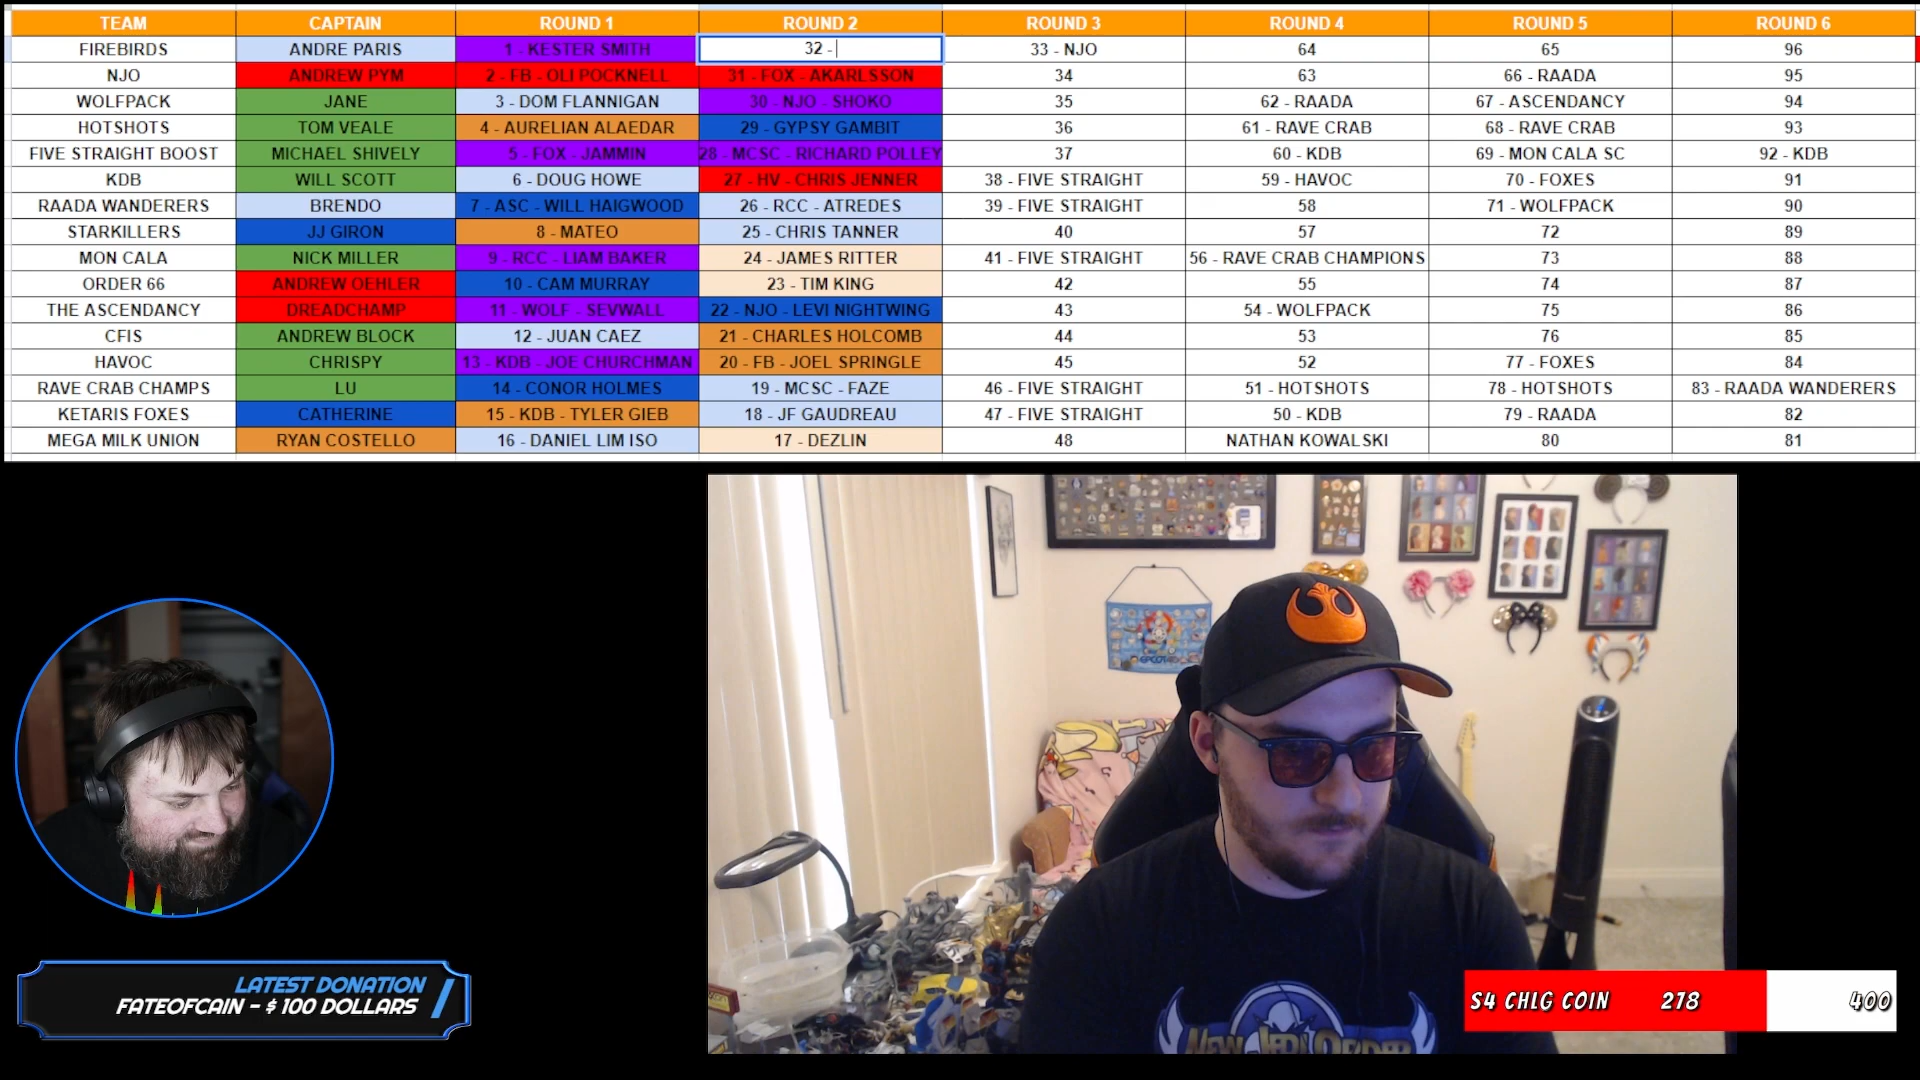 TEAM CAPTAIN ROUND 1 ROUND 2 ROUND 3 ROUND 4 ROUND 5 ROUND 6
FIREBIRDS ANDRE PARIS 1 - KESTER SMITH 32 - 33 - NJO 64 65 96
NJO ANDREW PYM 2 - FB - OLI POCKNELL 31 - FOX - AKARLSSON 34 63 66 - RAADA 95
WOLFPACK JANE 3 - DOM FLANNIGAN 30 - NJO - SHOKO 35 62 - RAADA 67 - ASCENDANCY 94
HOTSHOTS TOM VEALE 4 - AURELIAN ALAEDAR 29 - GYPSY GAMBIT 36 61 - RAVE CRAB 68 - RAVE CRAB 93
FIVE STRAIGHT BOOST MICHAEL SHIVELY 5 - FOX - JAMMIN 28 - MCSC - RICHARD POLLEY 37 60 - KDB 69 - MON CALA SC 92 - KDB
KDB WILL SCOTT 6 - DOUG HOWE 27 - HV - CHRIS JENNER 38 - FIVE STRAIGHT 59 - HAVOC 70 - FOXES 91
RAADA WANDERERS BRENDO 7 - ASC - WILL HAIGWOOD 26 - RCC - ATREDES 39 - FIVE STRAIGHT 58 71 - WOLFPACK 90
STARKILLERS JJ GIRON 8 - MATEO 25 - CHRIS TANNER 40 57 72 89
MON CALA NICK MILLER 9 - RCC - LIAM BAKER 24 - JAMES RITTER 41 - FIVE STRAIGHT 56 - RAVE CRAB CHAMPIONS 73 88
ORDER 66 ANDREW OEHLER 10 - CAM MURRAY 23 - TIM KING 42 55 74 87
THE ASCENDANCY DREADCHAMP 11 - WOLF - SEVWALL 22 - NJO - LEVI NIGHTWING 43 54 - WOLFPACK 75 86
CFIS ANDREW BLOCK 12 - JUAN CAEZ 21 - CHARLES HOLCOMB 44 53 76 85
HAVOC CHRISPY 13 - KDB - JOE CHURCHMAN 20 - FB - JOEL SPRINGLE 45 52 77 - FOXES 84
RAVE CRAB CHAMPS LU 14 - CONOR HOLMES 19 - MCSC - FAZE 46 - FIVE STRAIGHT 51 - HOTSHOTS 78 - HOTSHOTS 83 - RAADA WANDERERS
KETARIS FOXES CATHERINE 15 - KDB - TYLER GIEB 18 - JF GAUDREAU 47 - FIVE STRAIGHT 50 - KDB 79 - RAADA 82
MEGA MILK UNION RYAN COSTELLO 16 - DANIEL LIM ISO 17 - DEZLIN 48 NATHAN KOWALSKI 80 81
EPCOT
LATEST DONATION
FATEOFCAIN - $ 100 DOLLARS
S4 CHLG COIN 278 400
NEW JEDI ORDER